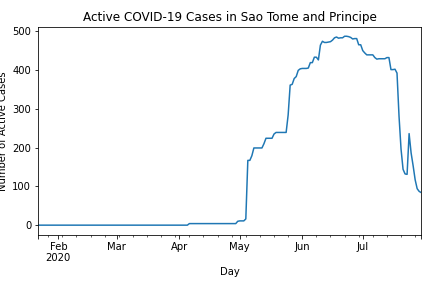 Active COVID-19 Cases in Sao Tome and Principe
500
400
300
200
100
0
Number of Active Cases
Feb Mar Apr May Jun Jul
2020
Day